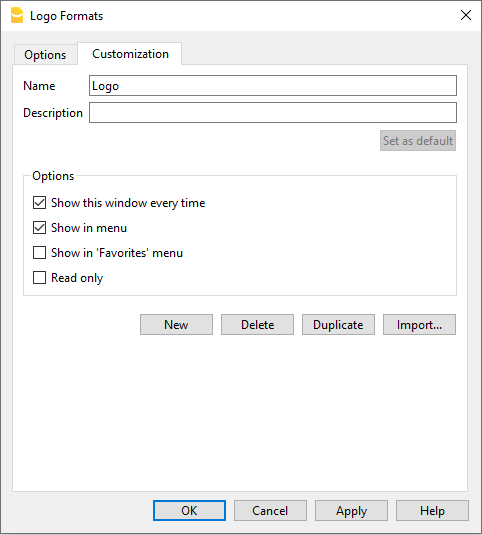 Logo Formats
Options Customization
Name Logo
Description
Set as default
Options
Show this window every time
Show in menu
Show in 'Favorites' menu
Read only
New Delete Duplicate Import...
OK Cancel Apply Help